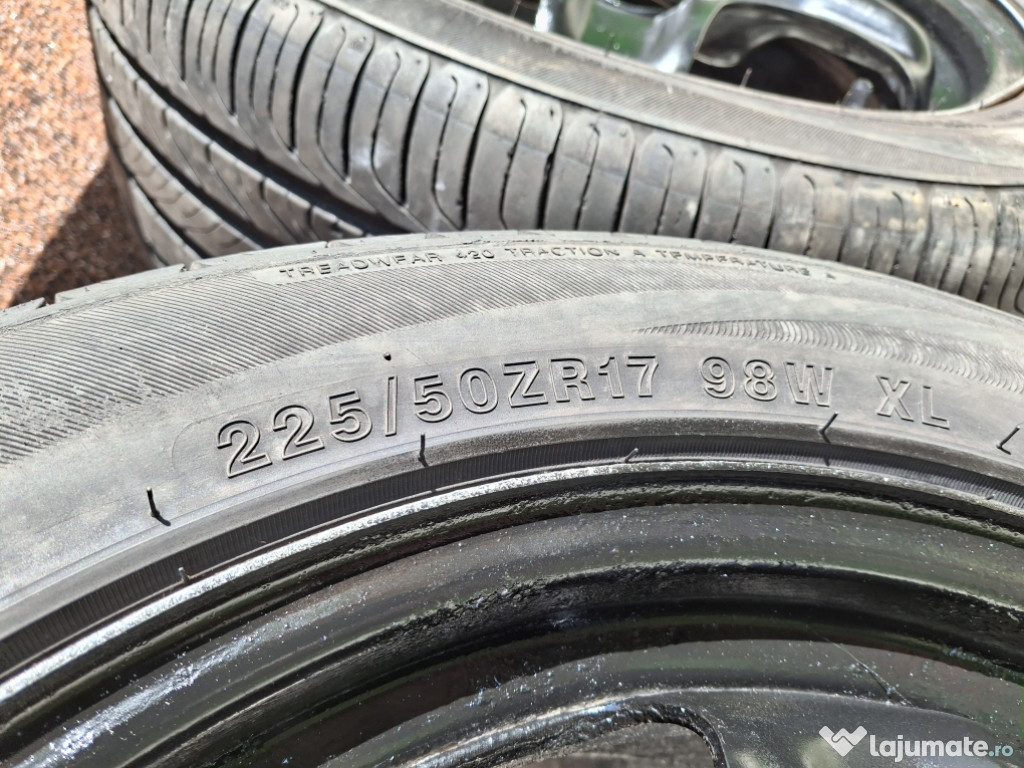 TREADWEAR 420 TRACTION A TEMPERATURE A
225/50ZR17 98W XL
lajumate.ro